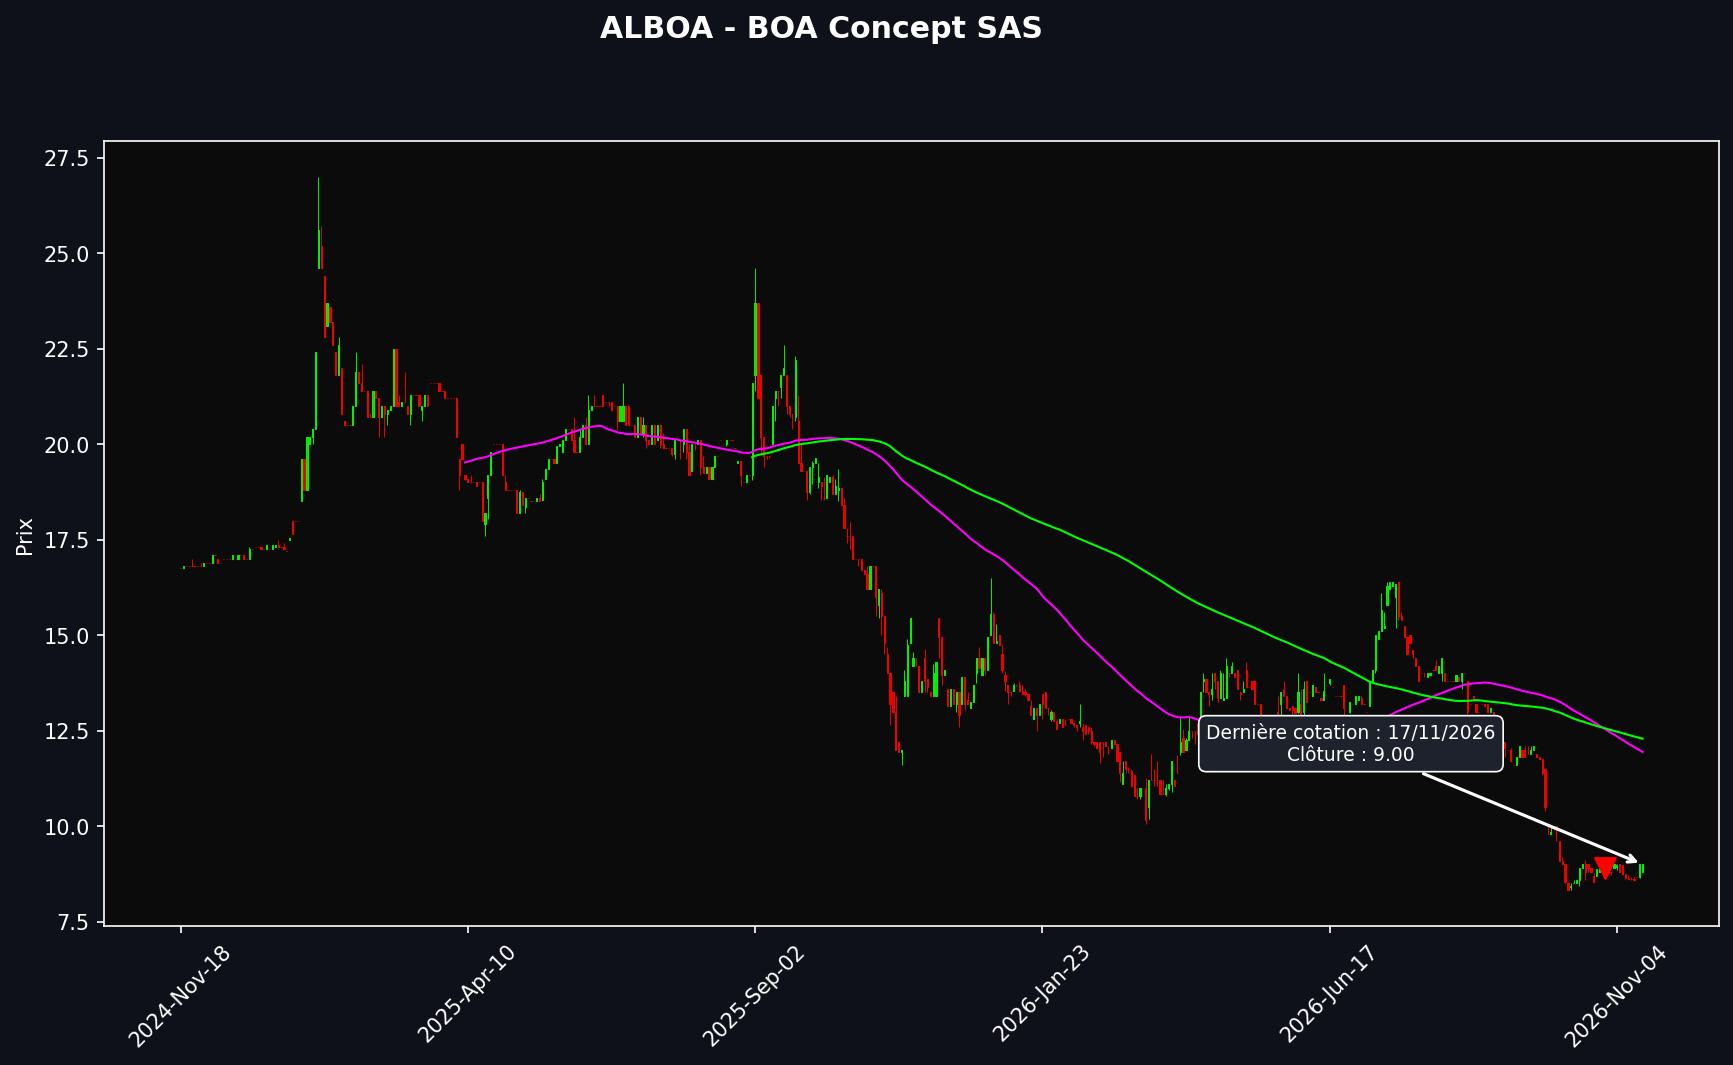 ALBOA - BOA Concept SAS
27.5
25.0
22.5
20.0
17.5
15.0
12.5
10.0
7.5
Prix
Dernière cotation : 17/11/2026
Clôture : 9.00
2024-Nov-18
2025-Apr-10
2025-Sep-02
2026-Jan-23
2026-Jun-17
2026-Nov-04